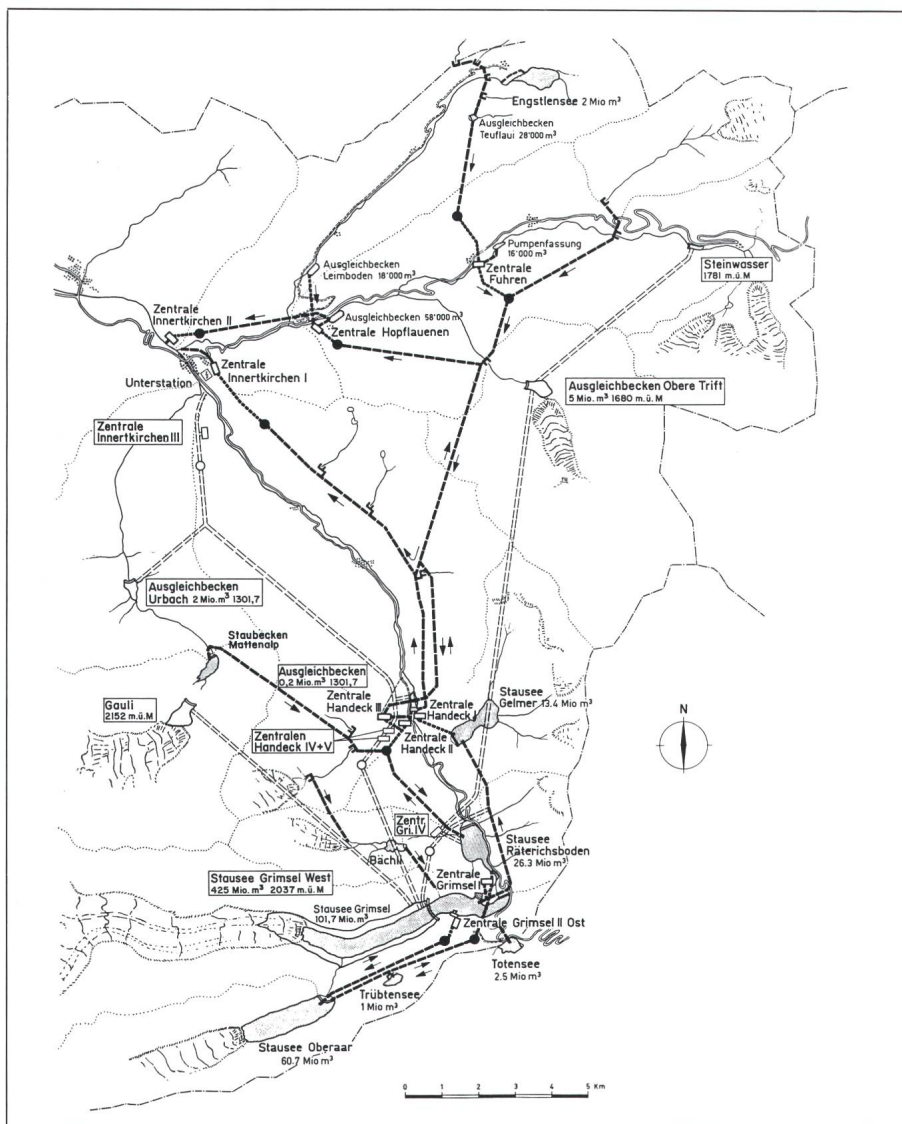 Engstlensee 2 Mio m³
Ausgleichbecken
Teuflaui 28'000 m³
Pumpenfassung
16'000 m³
Zentrale
Fuhren
Steinwasser
1781 m.ü.M
Ausgleichbecken
Leimboden 18'000 m³
Ausgleichbecken 58'000 m³
Zentrale Hopflauenen
Zentrale
Innertkirchen II
Zentrale
Innertkirchen I
Unterstation
Ausgleichbecken Obere Trift
5 Mio. m³ 1680 m.ü.M
Zentrale
Innertkirchen III
Ausgleichbecken
Urbach 2 Mio. m³ 1301,7
Staubecken
Mattenalp
Ausgleichbecken
0,2 Mio. m³ 1301,7
Gauli
2152 m.ü.M
Zentrale
Handeck III
Zentrale
Handeck I
Stausee
Gelmer 13.4 Mio m³
Zentralen
Handeck IV+V
Zentrale
Handeck II
N
Zentr.
Gri. IV
Bächli
Stausee
Räterichsboden
26.3 Mio m³
Stausee Grimsel West
425 Mio. m³ 2037 m.ü.M
Zentrale
Grimsel I
Stausee Grimsel
101,7 Mio. m³
Zentrale Grimsel II Ost
Totensee
2.5 Mio m³
Trübtensee
1 Mio m³
Stausee Oberaar
60.7 Mio m³
0 1 2 3 4 5 Km